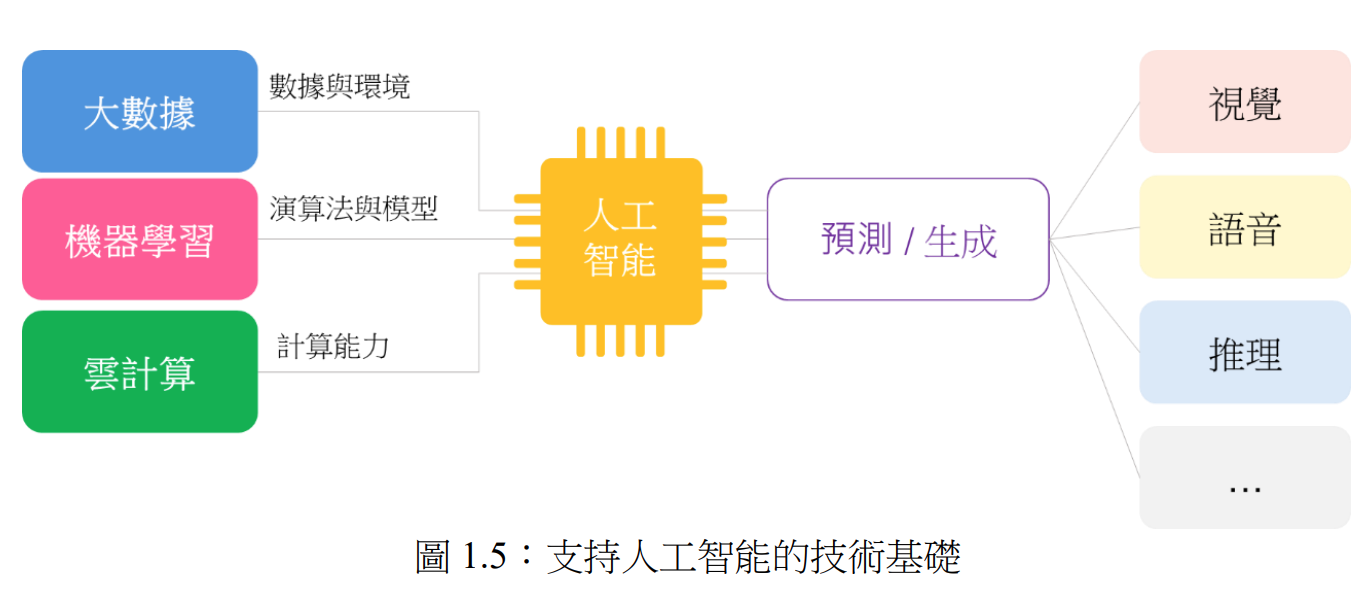 大數據
數據與環境
機器學習
演算法與模型
雲計算
計算能力
人工
智能
預測 / 生成
視覺
語音
推理
...
圖 1.5：支持人工智能的技術基礎